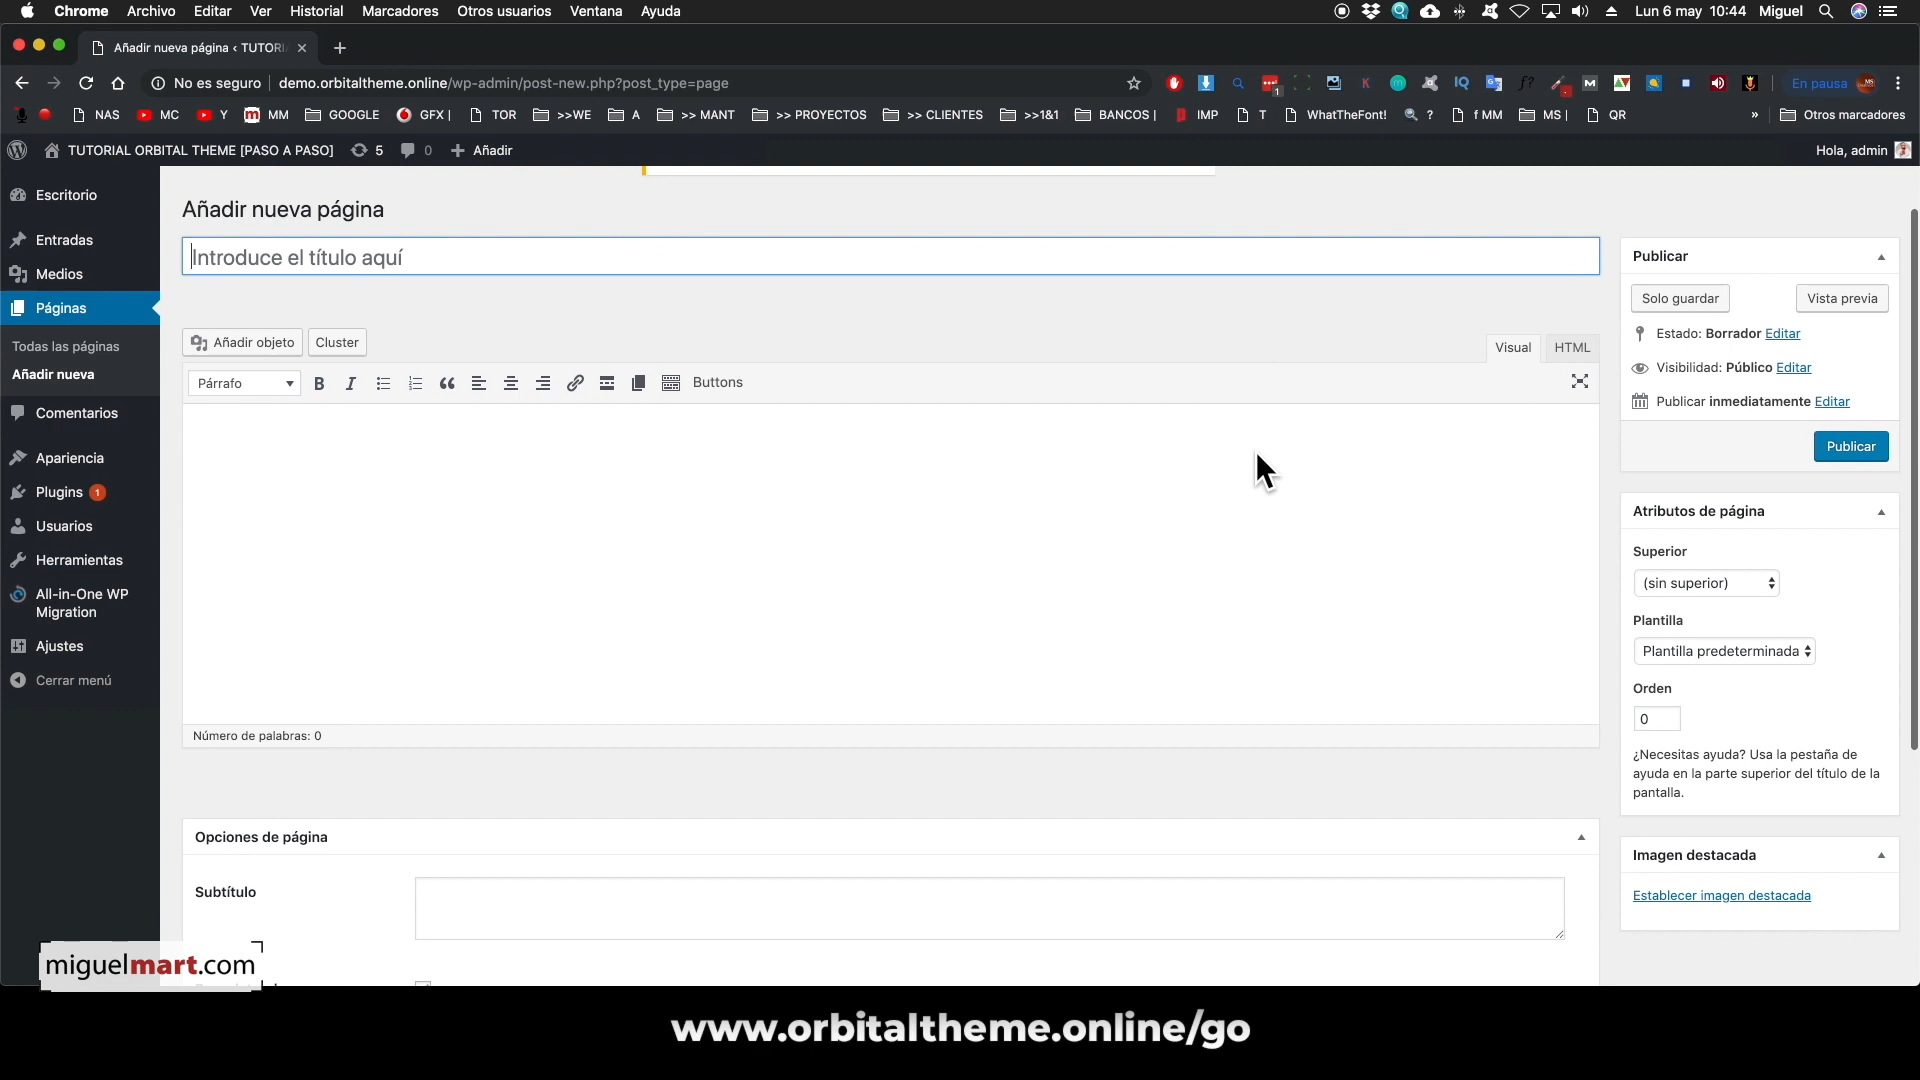 Chrome Archivo Editar Ver Historial Marcadores Otros usuarios Ventana Ayuda Lun 6 may 10:44 Miguel
Añadir nueva página ‹ TUTORI
No es seguro demo.orbitaltheme.online/wp-admin/post-new.php?post_type=page En pausa
NAS MC Y MM GOOGLE GFX | TOR >>WE A >> MANT >> PROYECTOS >> CLIENTES >>1&1 BANCOS | IMP T WhatTheFont! ? f MM MS | QR » Otros marcadores
TUTORIAL ORBITAL THEME [PASO A PASO] 5 0 Añadir Hola, admin
Escritorio
Entradas
Medios
Páginas
Todas las páginas
Añadir nueva
Comentarios
Apariencia
Plugins 1
Usuarios
Herramientas
All-in-One WP
Migration
Ajustes
Cerrar menú
Añadir nueva página
Introduce el título aquí
Añadir objeto Cluster
Visual HTML
Párrafo B I Buttons
Número de palabras: 0
Opciones de página
Subtítulo
Publicar
Solo guardar Vista previa
Estado: Borrador Editar
Visibilidad: Público Editar
Publicar inmediatamente Editar
Publicar
Atributos de página
Superior
(sin superior)
Plantilla
Plantilla predeterminada
Orden
0
¿Necesitas ayuda? Usa la pestaña de
ayuda en la parte superior del título de la
pantalla.
Imagen destacada
Establecer imagen destacada
miguelmart.com
www.orbitaltheme.online/go